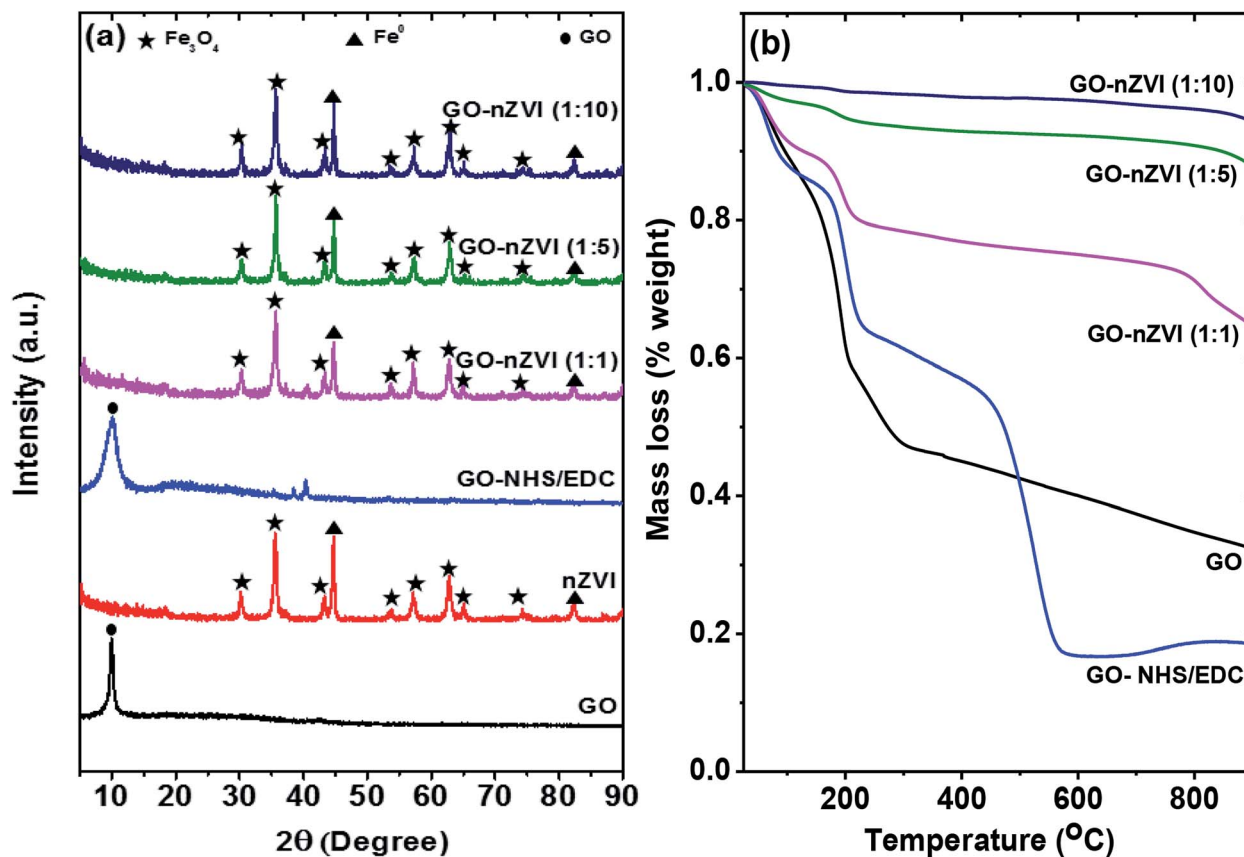 (a)
★ Fe₃O₄ ▲ Fe⁰ ● GO
GO-nZVI (1:10)
GO-nZVI (1:5)
GO-nZVI (1:1)
GO-NHS/EDC
nZVI
GO
Intensity (a.u.)
10 20 30 40 50 60 70 80 90
2θ (Degree)
(b)
GO-nZVI (1:10)
GO-nZVI (1:5)
GO-nZVI (1:1)
GO
GO- NHS/EDC
Mass loss (% weight)
1.0
0.8
0.6
0.4
0.2
0.0
200 400 600 800
Temperature (ᴼC)